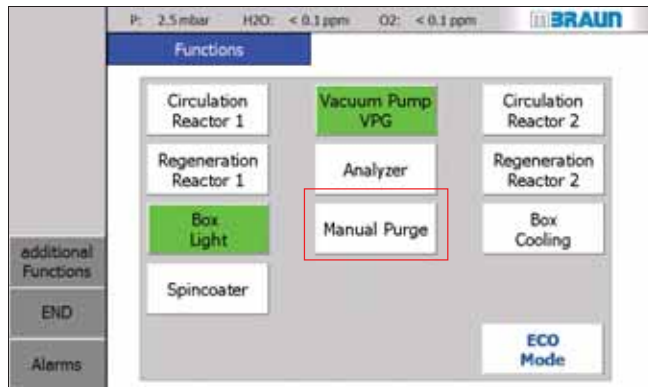 P: 2.5 mbar H2O: < 0.1 ppm O2: < 0.1 ppm MBRAUN
Functions
Circulation
Reactor 1
Vacuum Pump
VPG
Circulation
Reactor 2
Regeneration
Reactor 1
Analyzer
Regeneration
Reactor 2
Box
Light
Manual Purge
Box
Cooling
Spincoater
ECO
Mode
additional
Functions
END
Alarms